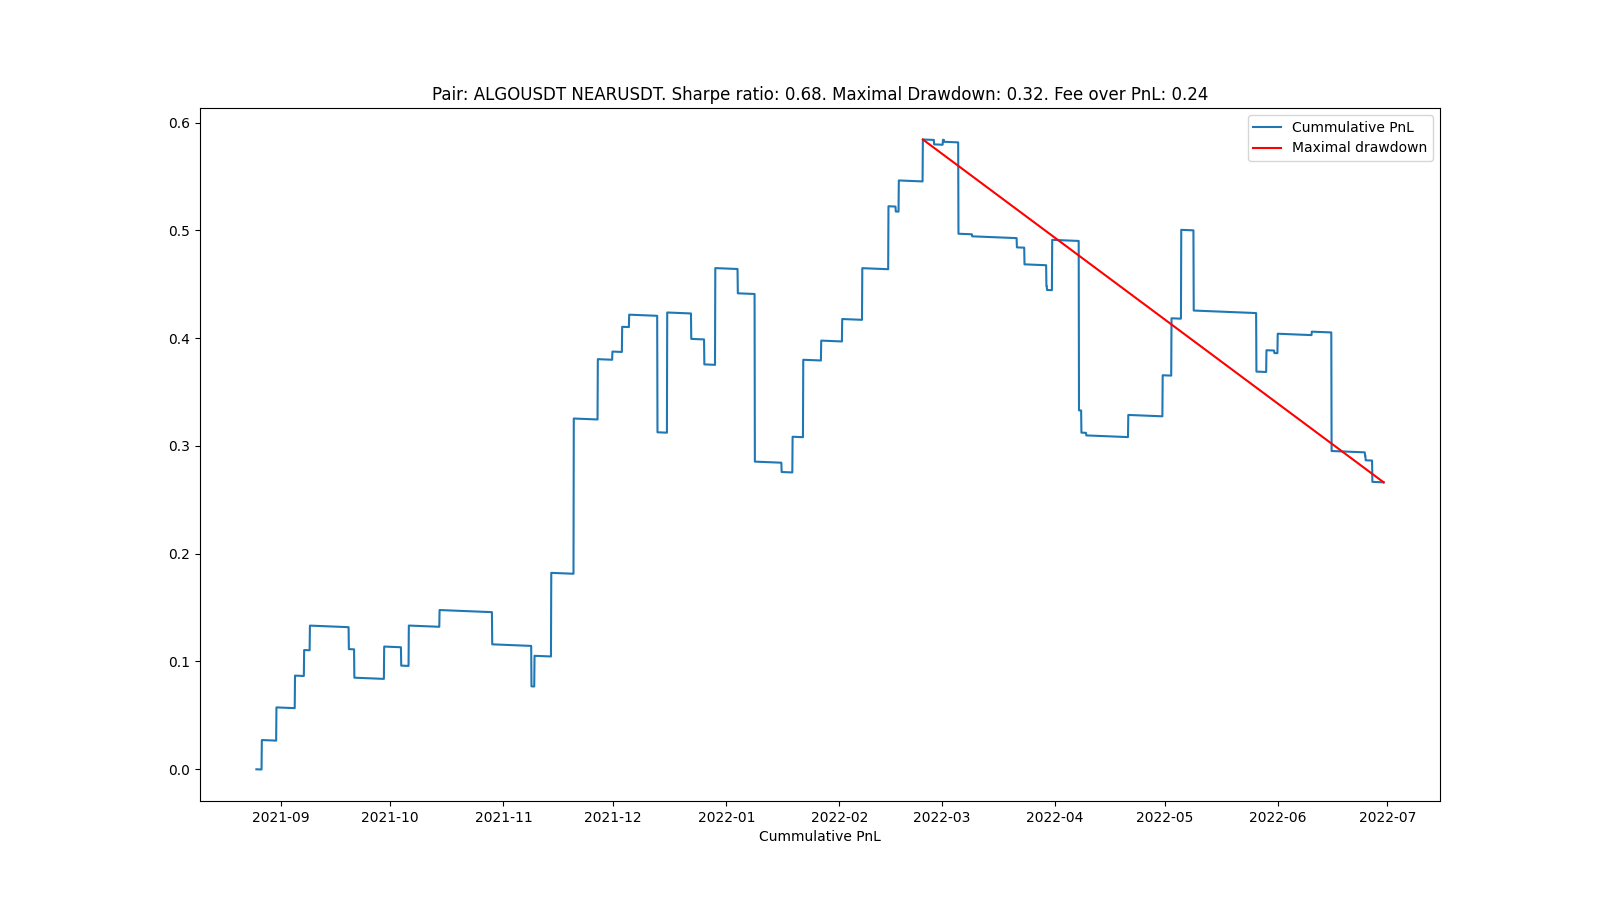 Pair: ALGOUSDT NEARUSDT. Sharpe ratio: 0.68. Maximal Drawdown: 0.32. Fee over PnL: 0.24
Cummulative PnL
Maximal drawdown
0.6
0.5
0.4
0.3
0.2
0.1
0.0
2021-09 2021-10 2021-11 2021-12 2022-01 2022-02 2022-03 2022-04 2022-05 2022-06 2022-07
Cummulative PnL